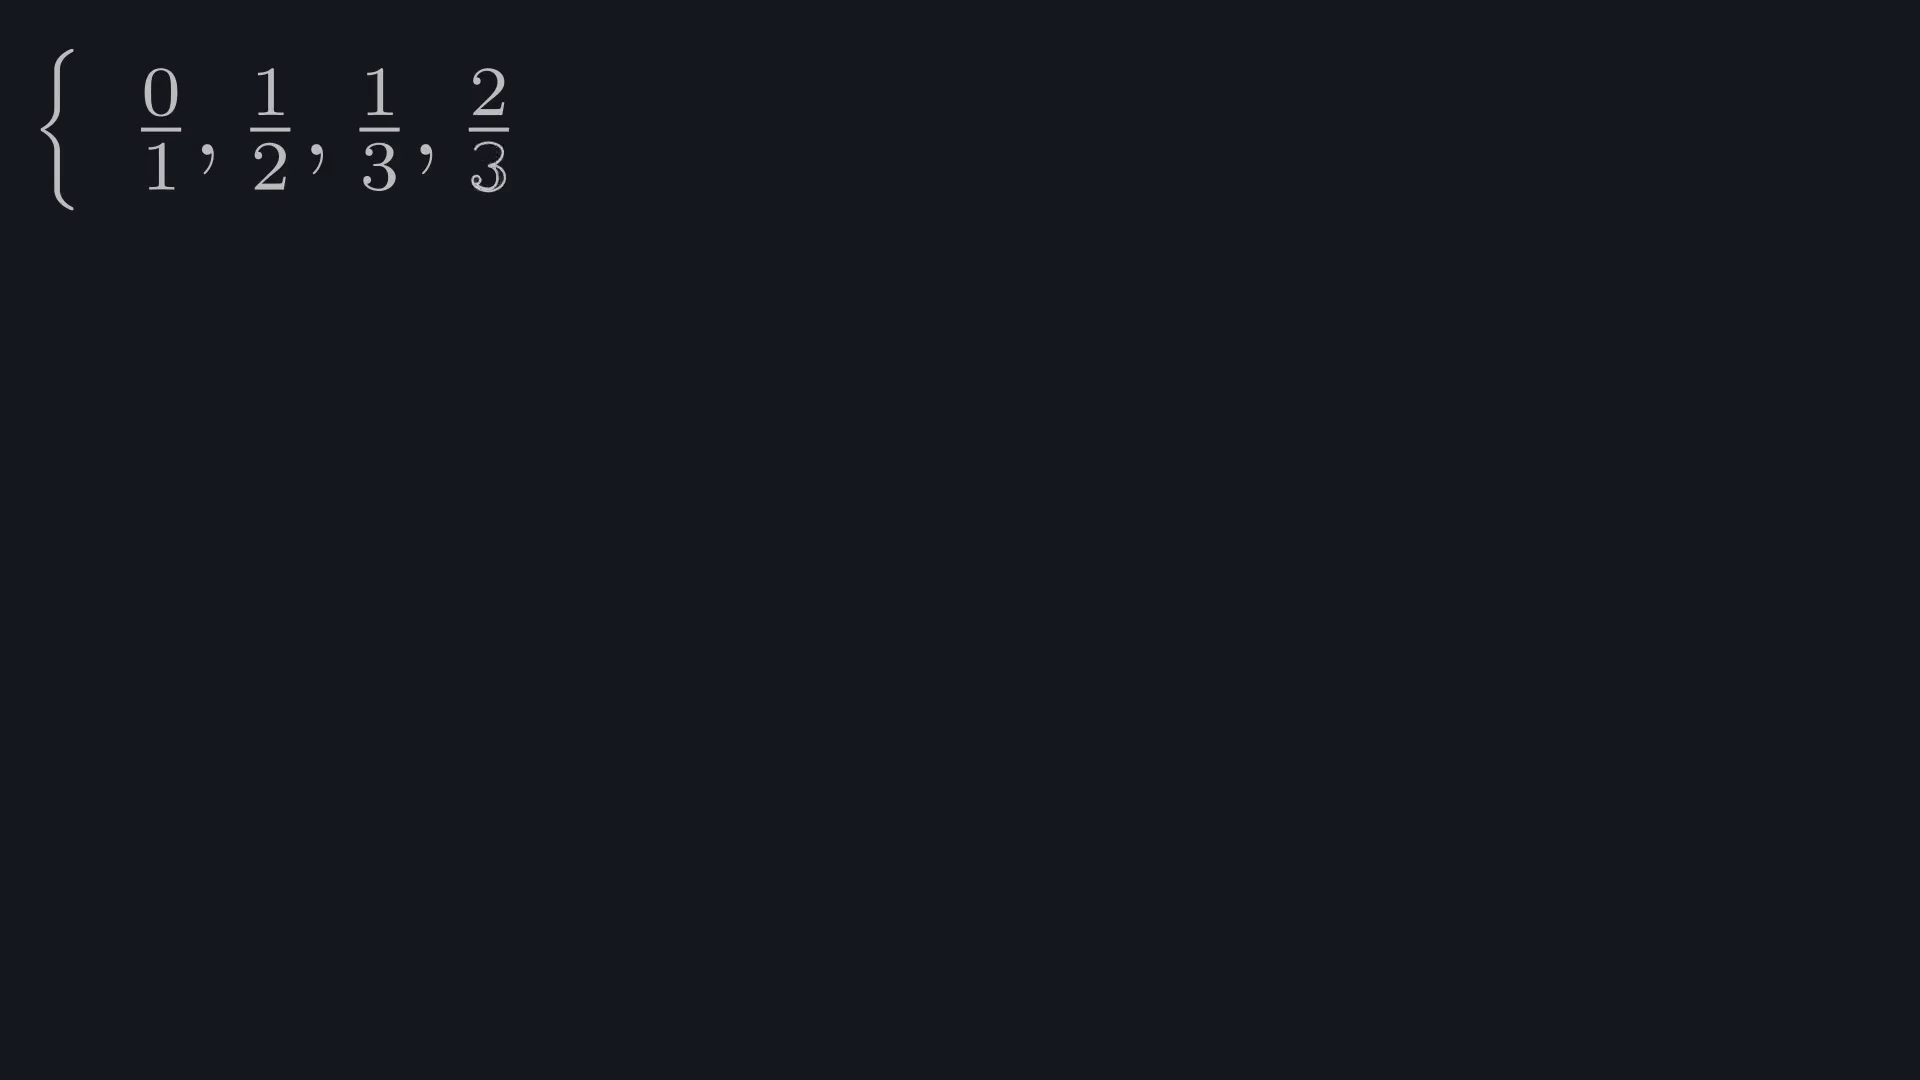 { 0/1, 1/2, 1/3, 2/3